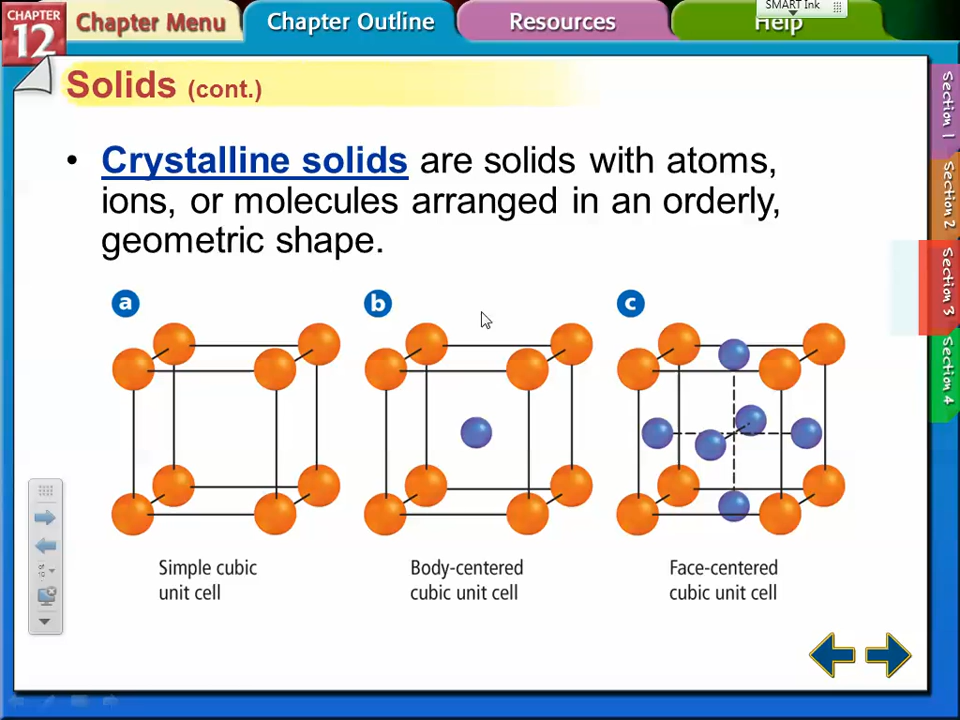 CHAPTER
12
Chapter Menu
Chapter Outline
Resources
Help
SMART Ink
Solids (cont.)
• Crystalline solids are solids with atoms,
ions, or molecules arranged in an orderly,
geometric shape.
a
b
c
Simple cubic
unit cell
Body-centered
cubic unit cell
Face-centered
cubic unit cell
Section 1
Section 2
Section 3
Section 4